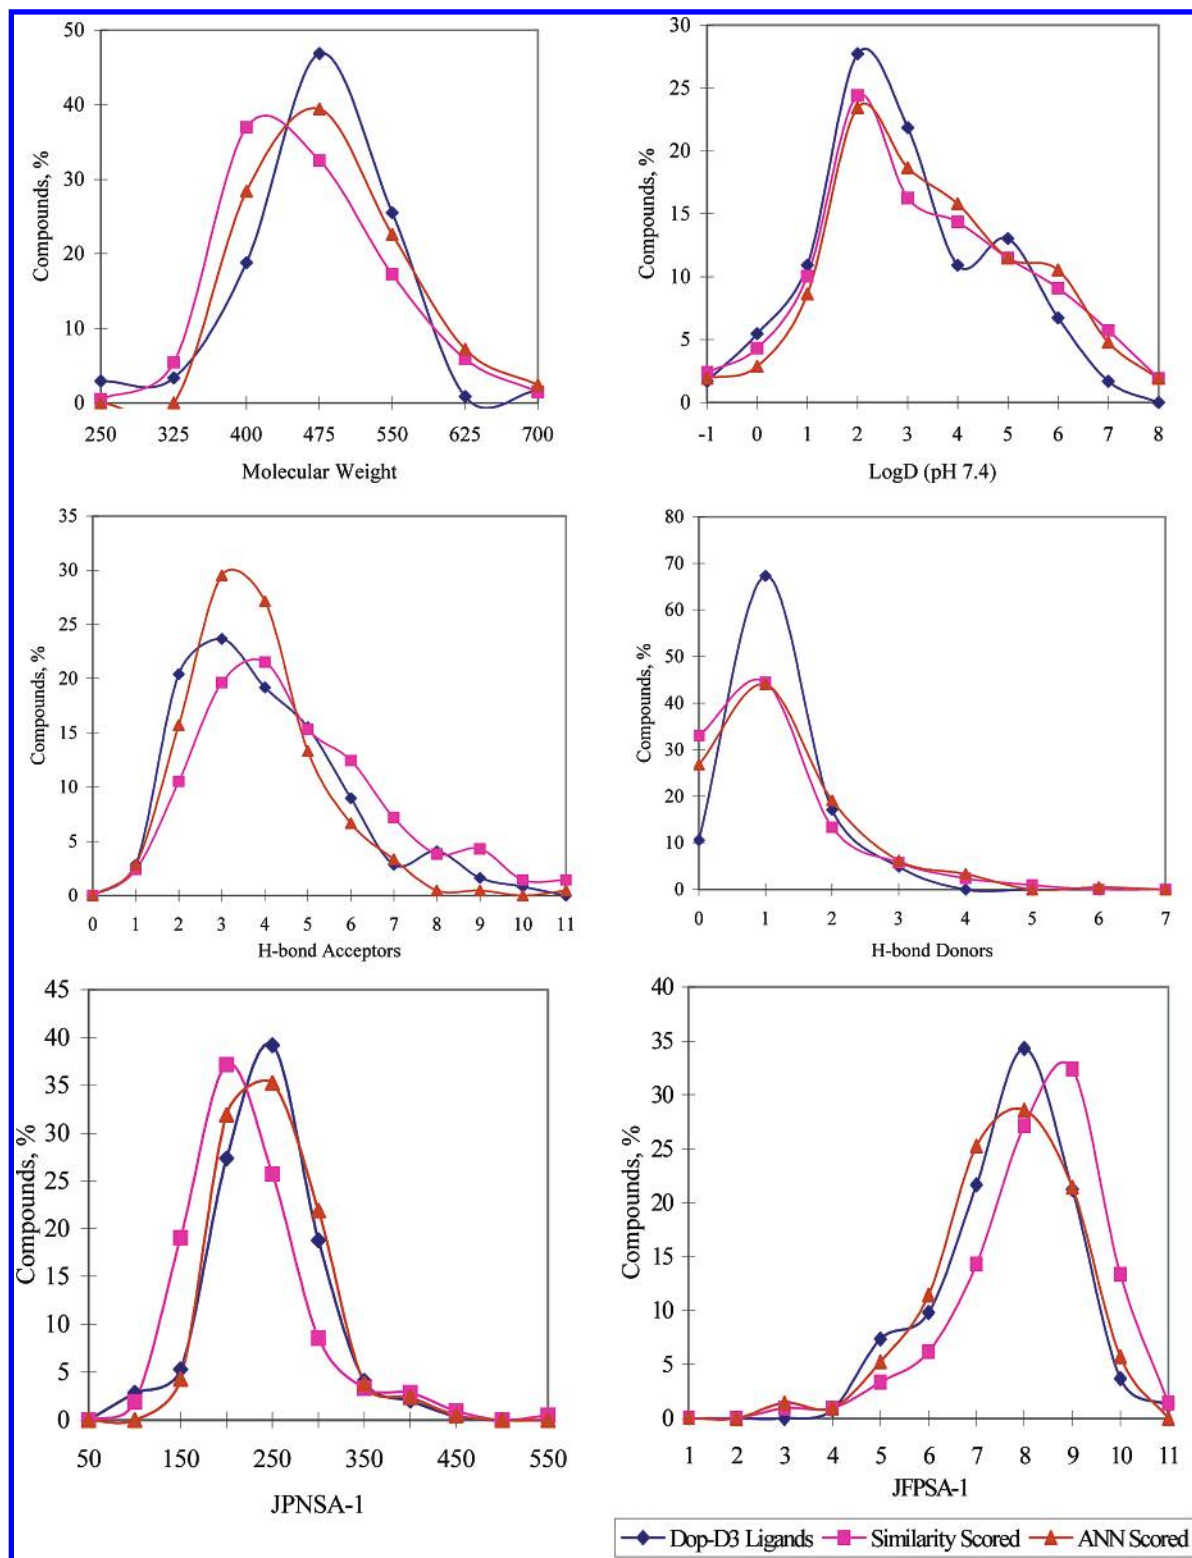 50
40
30
20
10
0
Compounds, %
250 325 400 475 550 625 700
Molecular Weight
30
25
20
15
10
5
0
Compounds, %
-1 0 1 2 3 4 5 6 7 8
LogD (pH 7.4)
35
30
25
20
15
10
5
0
Compounds, %
0 1 2 3 4 5 6 7 8 9 10 11
H-bond Acceptors
80
70
60
50
40
30
20
10
0
Compounds, %
0 1 2 3 4 5 6 7
H-bond Donors
45
40
35
30
25
20
15
10
5
0
Compounds, %
50 150 250 350 450 550
JPNSA-1
40
35
30
25
20
15
10
5
0
Compounds, %
1 2 3 4 5 6 7 8 9 10 11
JFPSA-1
Dop-D3 Ligands Similarity Scored ANN Scored